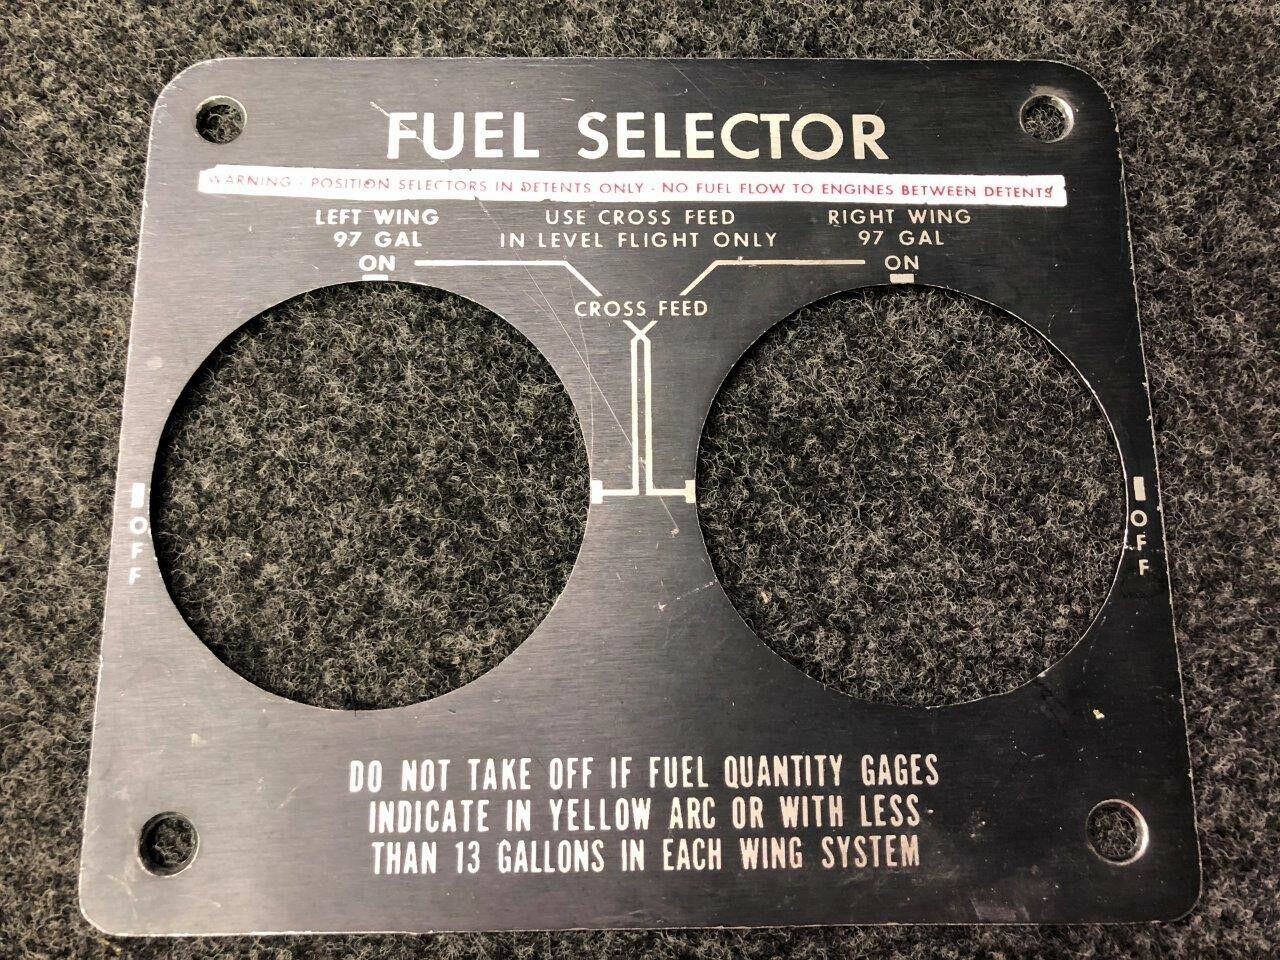 FUEL SELECTOR
WARNING - POSITION SELECTORS IN DETENTS ONLY - NO FUEL FLOW TO ENGINES BETWEEN DETENTS
LEFT WING
97 GAL
ON
USE CROSS FEED
IN LEVEL FLIGHT ONLY
RIGHT WING
97 GAL
ON
CROSS FEED
OFF
OFF
DO NOT TAKE OFF IF FUEL QUANTITY GAGES
INDICATE IN YELLOW ARC OR WITH LESS
THAN 13 GALLONS IN EACH WING SYSTEM